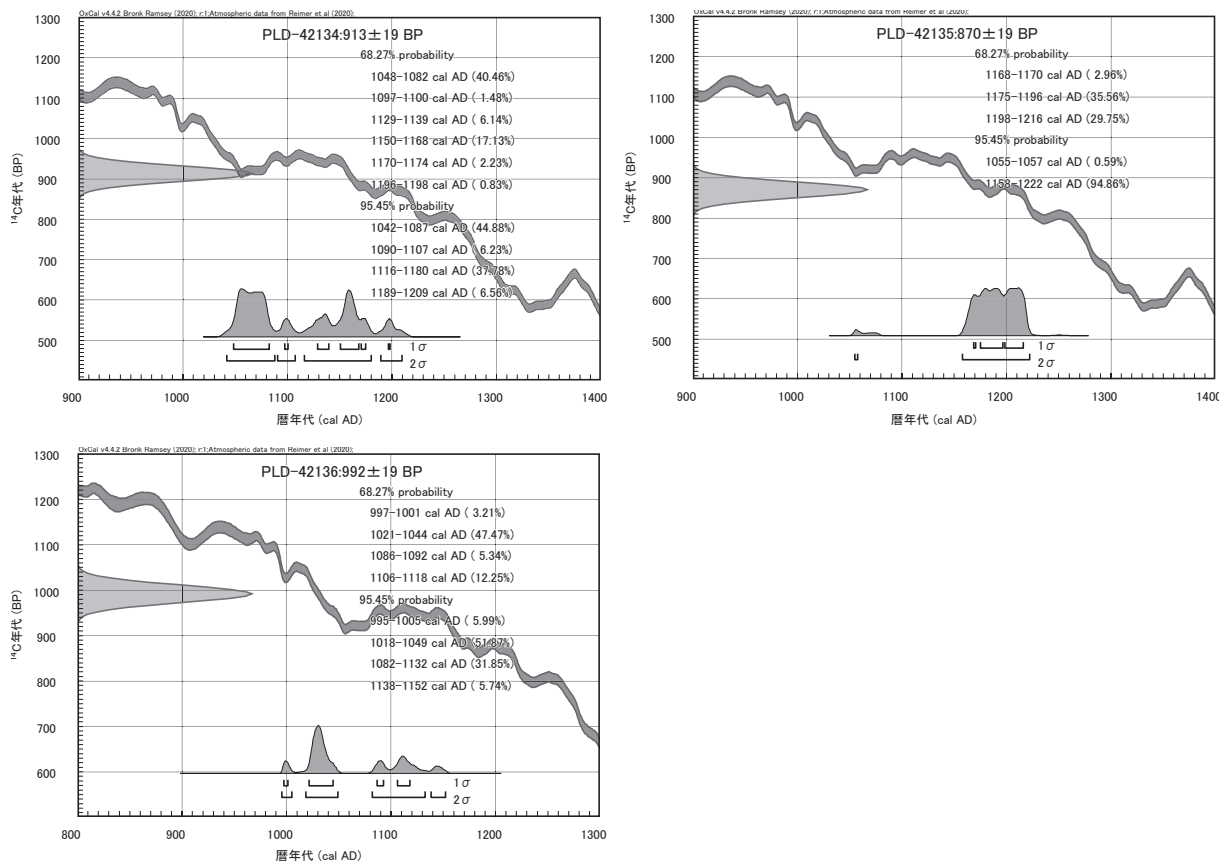 OxCal v4.4.2 Bronk Ramsey (2020); r:1;Atmospheric data from Reimer et al (2020);
PLD-42134:913±19 BP
68.27% probability
1048-1082 cal AD (40.46%)
1097-1100 cal AD ( 1.48%)
1129-1139 cal AD ( 6.14%)
1150-1168 cal AD (17.13%)
1170-1174 cal AD ( 2.23%)
1196-1198 cal AD ( 0.83%)
95.45% probability
1042-1087 cal AD (44.88%)
1090-1107 cal AD ( 6.23%)
1116-1180 cal AD (37.78%)
1189-1209 cal AD ( 6.56%)
1300
1200
1100
1000
900
800
700
600
500
¹⁴C年代 (BP)
1σ
2σ
900 1000 1100 1200 1300 1400
暦年代 (cal AD)
OxCal v4.4.2 Bronk Ramsey (2020); r:1;Atmospheric data from Reimer et al (2020);
PLD-42135:870±19 BP
68.27% probability
1168-1170 cal AD ( 2.96%)
1175-1196 cal AD (35.56%)
1198-1216 cal AD (29.75%)
95.45% probability
1055-1057 cal AD ( 0.59%)
1158-1222 cal AD (94.86%)
1300
1200
1100
1000
900
800
700
600
500
400
¹⁴C年代 (BP)
1σ
2σ
900 1000 1100 1200 1300 1400
暦年代 (cal AD)
OxCal v4.4.2 Bronk Ramsey (2020); r:1;Atmospheric data from Reimer et al (2020);
PLD-42136:992±19 BP
68.27% probability
997-1001 cal AD ( 3.21%)
1021-1044 cal AD (47.47%)
1086-1092 cal AD ( 5.34%)
1106-1118 cal AD (12.25%)
95.45% probability
995-1005 cal AD ( 5.99%)
1018-1049 cal AD (51.87%)
1082-1132 cal AD (31.85%)
1138-1152 cal AD ( 5.74%)
1300
1200
1100
1000
900
800
700
600
¹⁴C年代 (BP)
1σ
2σ
800 900 1000 1100 1200 1300
暦年代 (cal AD)